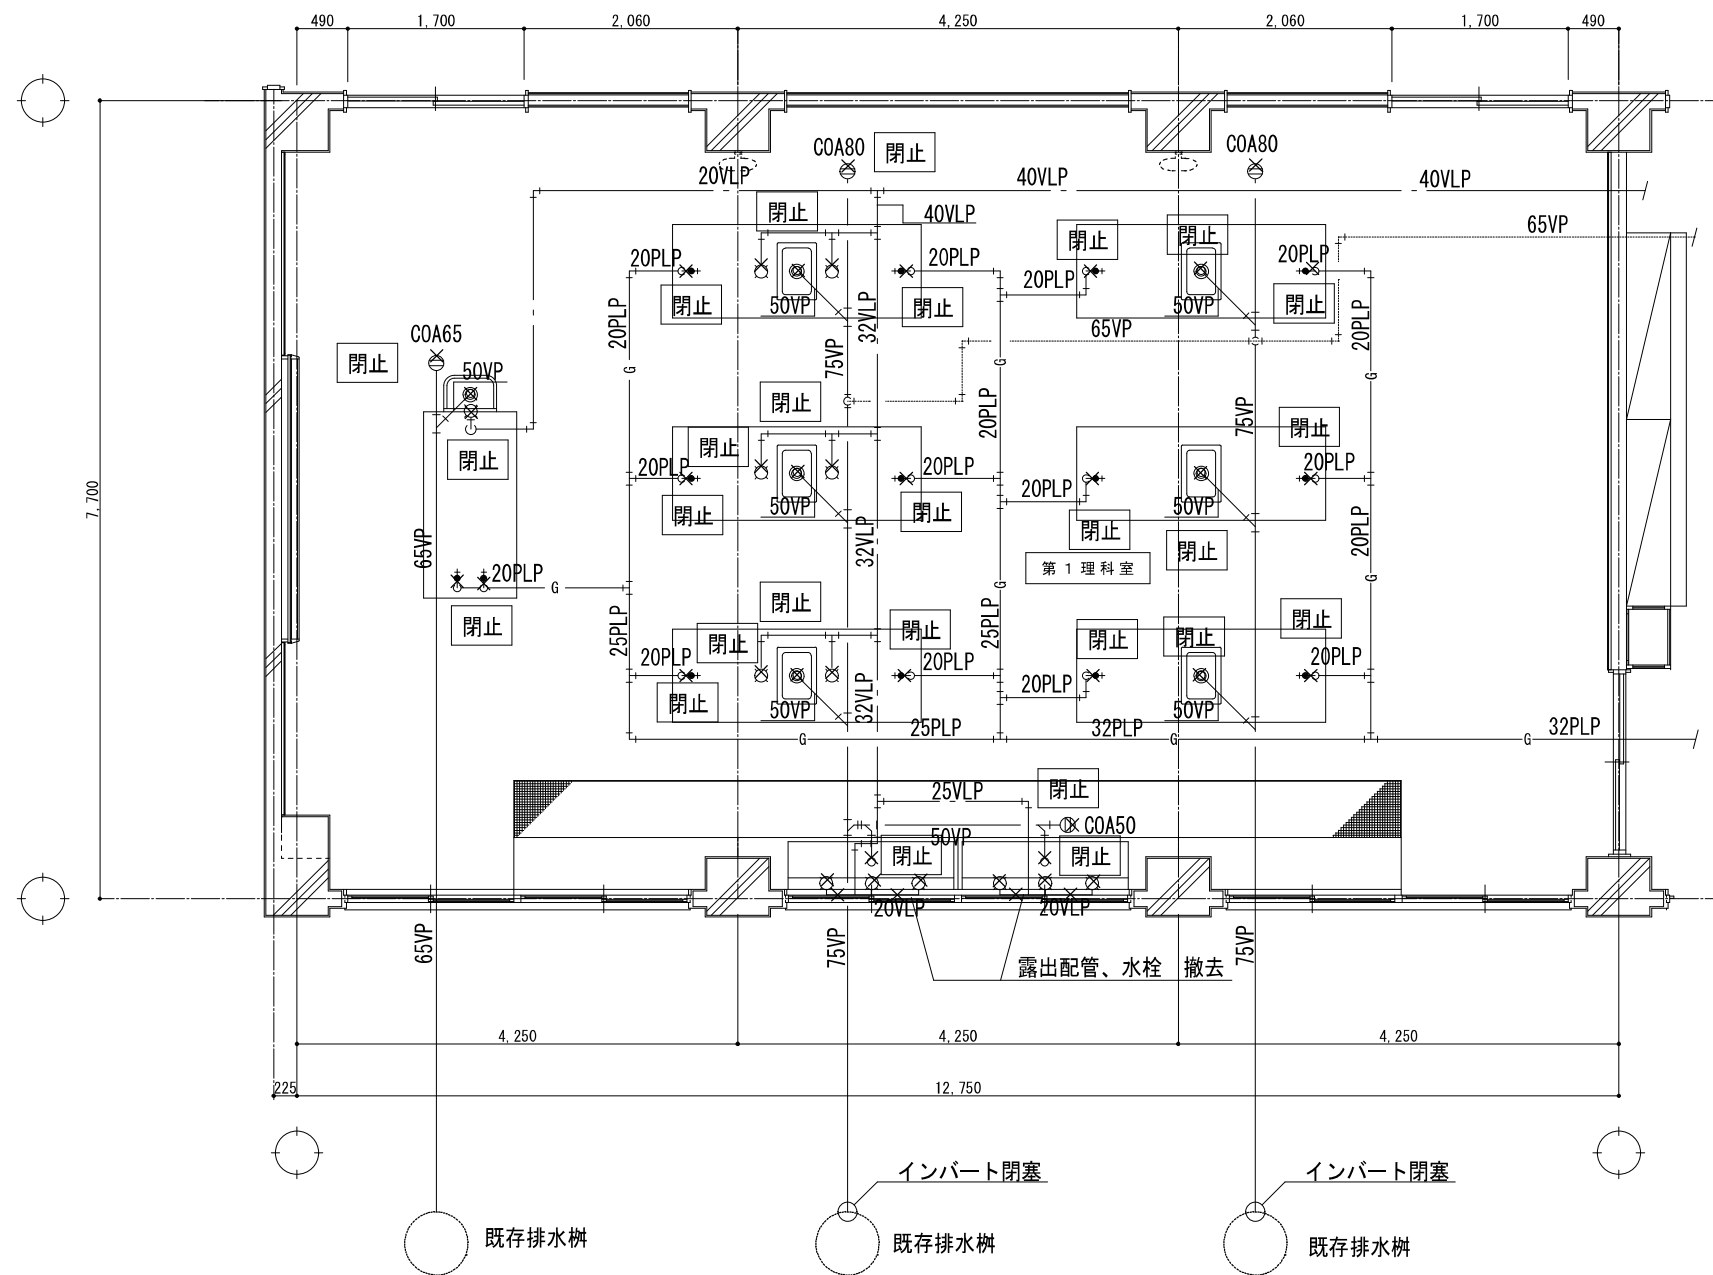 490 1,700 2,060 4,250 2,060 1,700 490
COA80 閉止 COA80
20VLP 40VLP 40VLP
閉止 40VLP 閉止 閉止 65VP
20PLP 20PLP 20PLP 20PLP
閉止 50VP 閉止 50VP 閉止
20PLP 75VP 32VLP 65VP 20PLP
COA65
閉止 50VP
G G G
閉止 20PLP 75VP 閉止
閉止 閉止
20PLP 20PLP 20PLP 20PLP
閉止 50VP 閉止 閉止 50VP
7,700
65VP 32VLP 閉止 20PLP
第1理科室
20PLP G G G
閉止 閉止 閉止
25PLP 25PLP
閉止 閉止 閉止 閉止 閉止
20PLP 20PLP 20PLP 20PLP
閉止 50VP 32VLP 50VP
25PLP 32PLP 32PLP
G G G
閉止
25VLP
50VP COA50
閉止 閉止
20VLP 20VLP
65VP 75VP 75VP
露出配管、水栓 撤去
4,250 4,250 4,250
225 12,750
インバート閉塞 インバート閉塞
既存排水桝 既存排水桝 既存排水桝